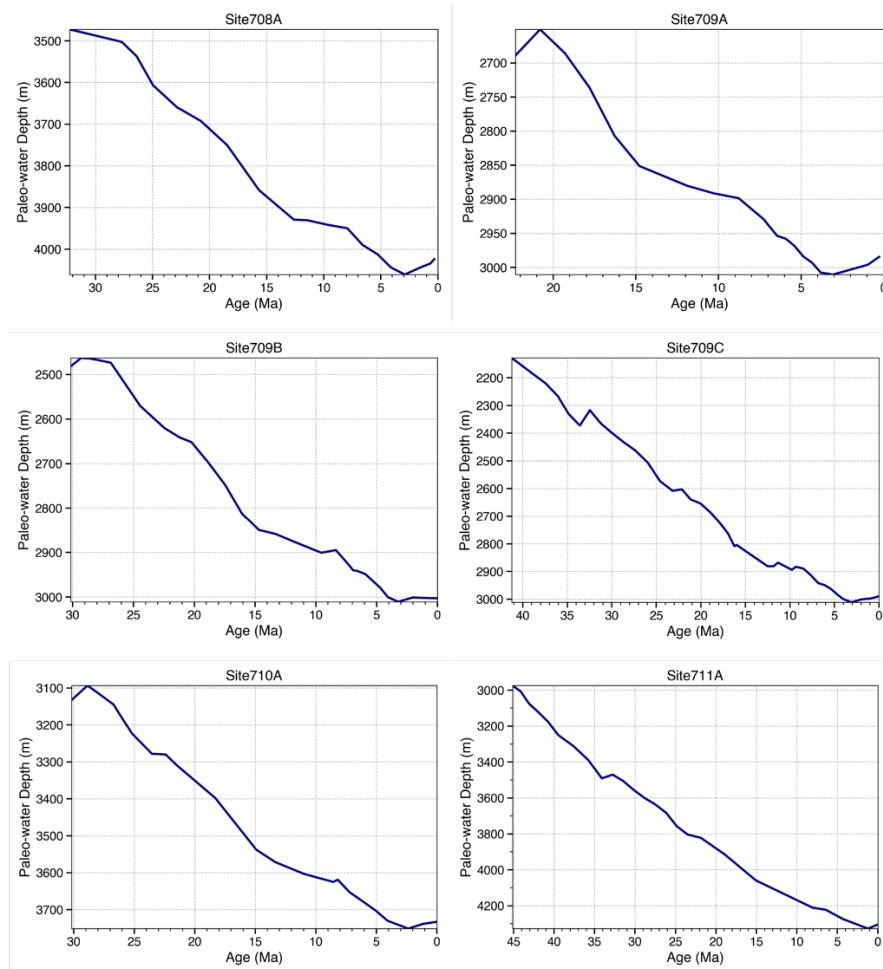 Site708A
3500
3600
3700
3800
3900
4000
Paleo-water Depth (m)
30 25 20 15 10 5 0
Age (Ma)
Site709A
2700
2750
2800
2850
2900
2950
3000
Paleo-water Depth (m)
20 15 10 5 0
Age (Ma)
Site709B
2500
2600
2700
2800
2900
3000
Paleo-water Depth (m)
30 25 20 15 10 5 0
Age (Ma)
Site709C
2200
2300
2400
2500
2600
2700
2800
2900
3000
Paleo-water Depth (m)
40 35 30 25 20 15 10 5 0
Age (Ma)
Site710A
3100
3200
3300
3400
3500
3600
3700
Paleo-water Depth (m)
30 25 20 15 10 5 0
Age (Ma)
Site711A
3000
3200
3400
3600
3800
4000
4200
Paleo-water Depth (m)
45 40 35 30 25 20 15 10 5 0
Age (Ma)